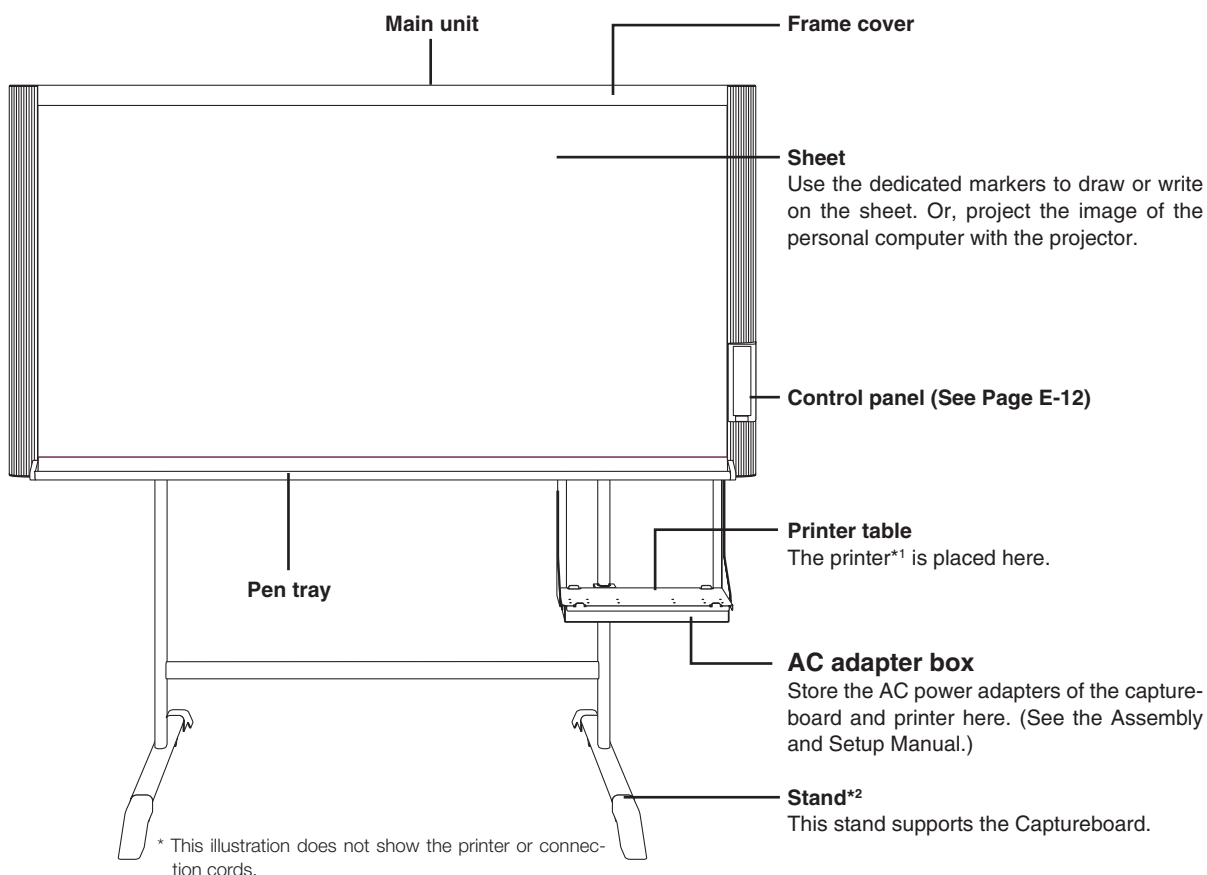 Main unit
Frame cover
Sheet
Use the dedicated markers to draw or write
on the sheet. Or, project the image of the
personal computer with the projector.
Control panel (See Page E-12)
Printer table
The printer*1 is placed here.
Pen tray
AC adapter box
Store the AC power adapters of the capture-
board and printer here. (See the Assembly
and Setup Manual.)
Stand*2
This stand supports the Captureboard.
* This illustration does not show the printer or connec-
tion cords.